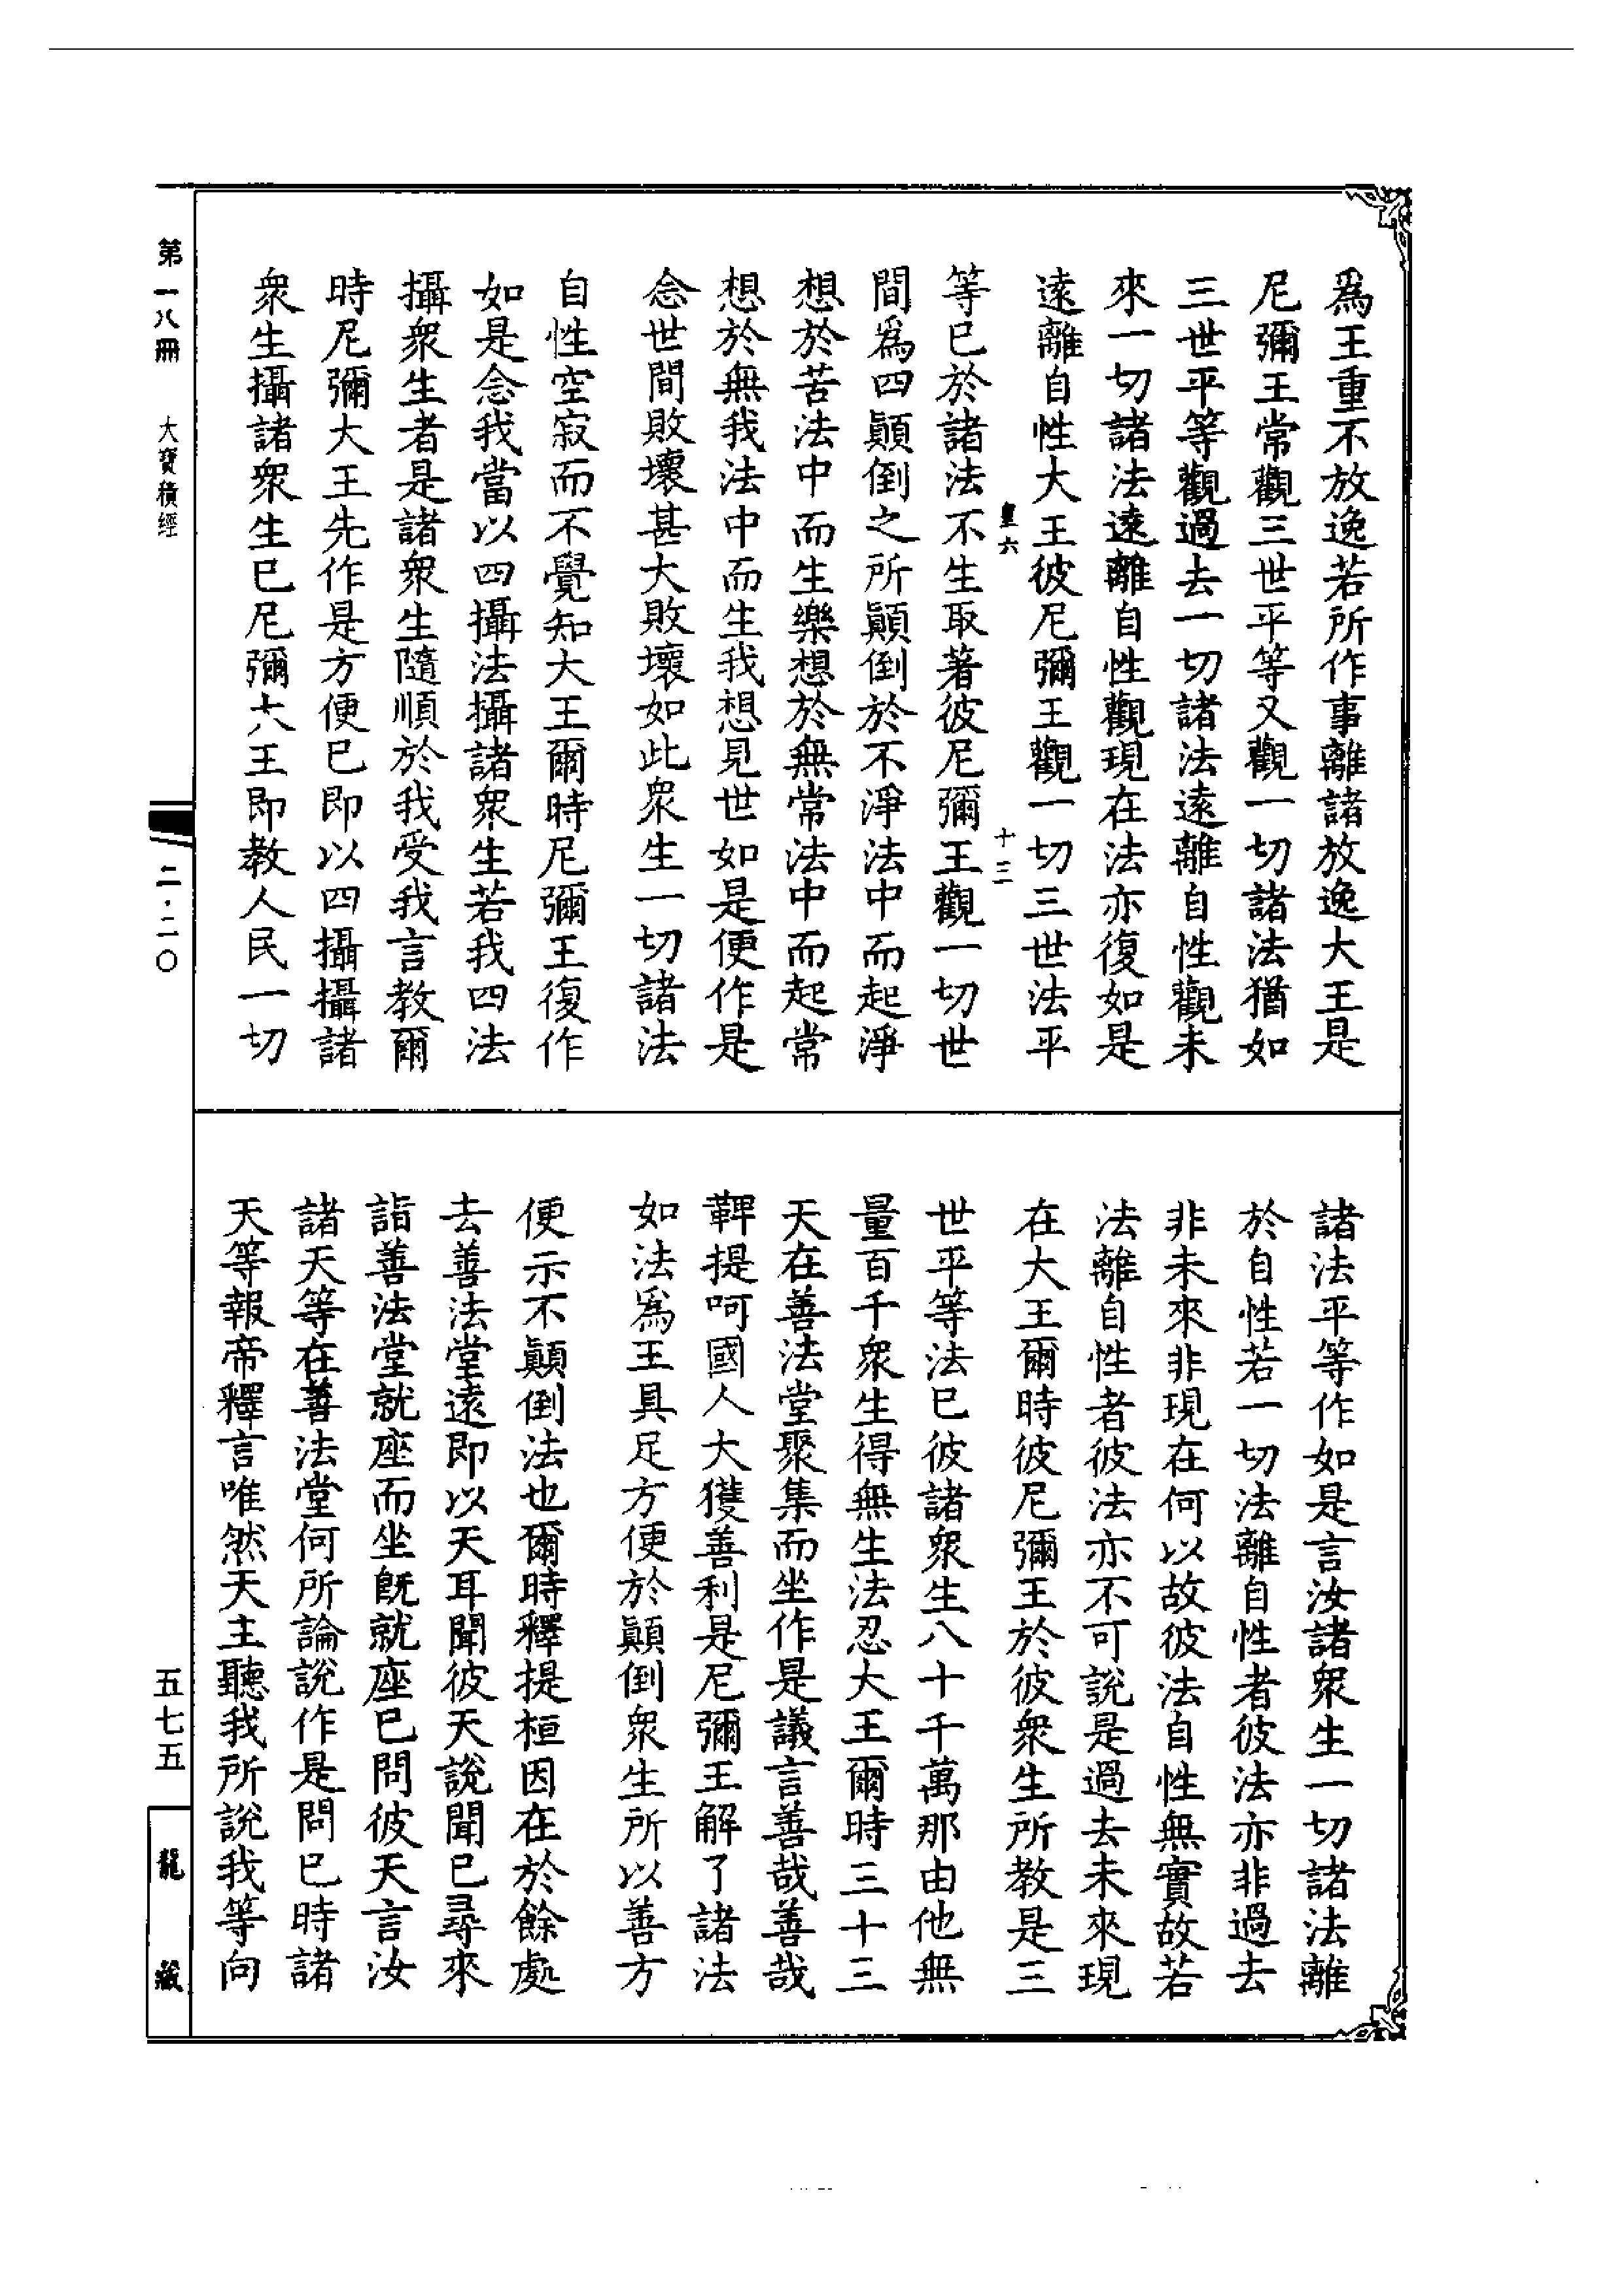 為王重不放逸若所作事離諸放逸大王是
尼彌王常觀三世平等又觀一切諸法猶如
三世平等觀過去一切諸法遠離自性觀未
來一切諸法遠離自性觀現在法亦復如是
遠離自性大王彼尼彌王觀一切三世法平
皇六 十三
等已於諸法不生取著彼尼彌王觀一切世
間為四顛倒之所顛倒於不淨法中而起淨
想於苦法中而生樂想於無常法中而起常
想於無我法中而生我想見世如是便作是
念世間敗壞甚大敗壞如此眾生一切諸法
自性空寂而不覺知大王爾時尼彌王復作
如是念我當以四攝法攝諸眾生若我四法
攝眾生者是諸眾生隨順於我受我言教爾
時尼彌大王先作是方便已即以四攝攝諸
眾生攝諸眾生已尼彌大王即教人民一切
諸法平等作如是言汝諸眾生一切諸法離
於自性若一切法離自性者彼法亦非過去
非未來非現在何以故彼法自性無實故若
法離自性者彼法亦不可說是過去未來現
在大王爾時彼尼彌王於彼眾生所教是三
世平等法已彼諸眾生八十千萬那由他無
量百千眾生得無生法忍大王爾時三十三
天在善法堂聚集而坐作是議言善哉善哉
鞞提呵國人大獲善利是尼彌王解了諸法
如法為王具足方便於顛倒眾生所以善方
便示不顛倒法也爾時釋提桓因在於餘處
去善法堂遠即以天耳聞彼天說聞已尋來
詣善法堂就座而坐既就座已問彼天言汝
諸天等在善法堂何所論說作是問已時諸
天等報帝釋言唯然天主聽我所說我等向
第一八冊 大寶積經 二·二〇 五七五 龍藏